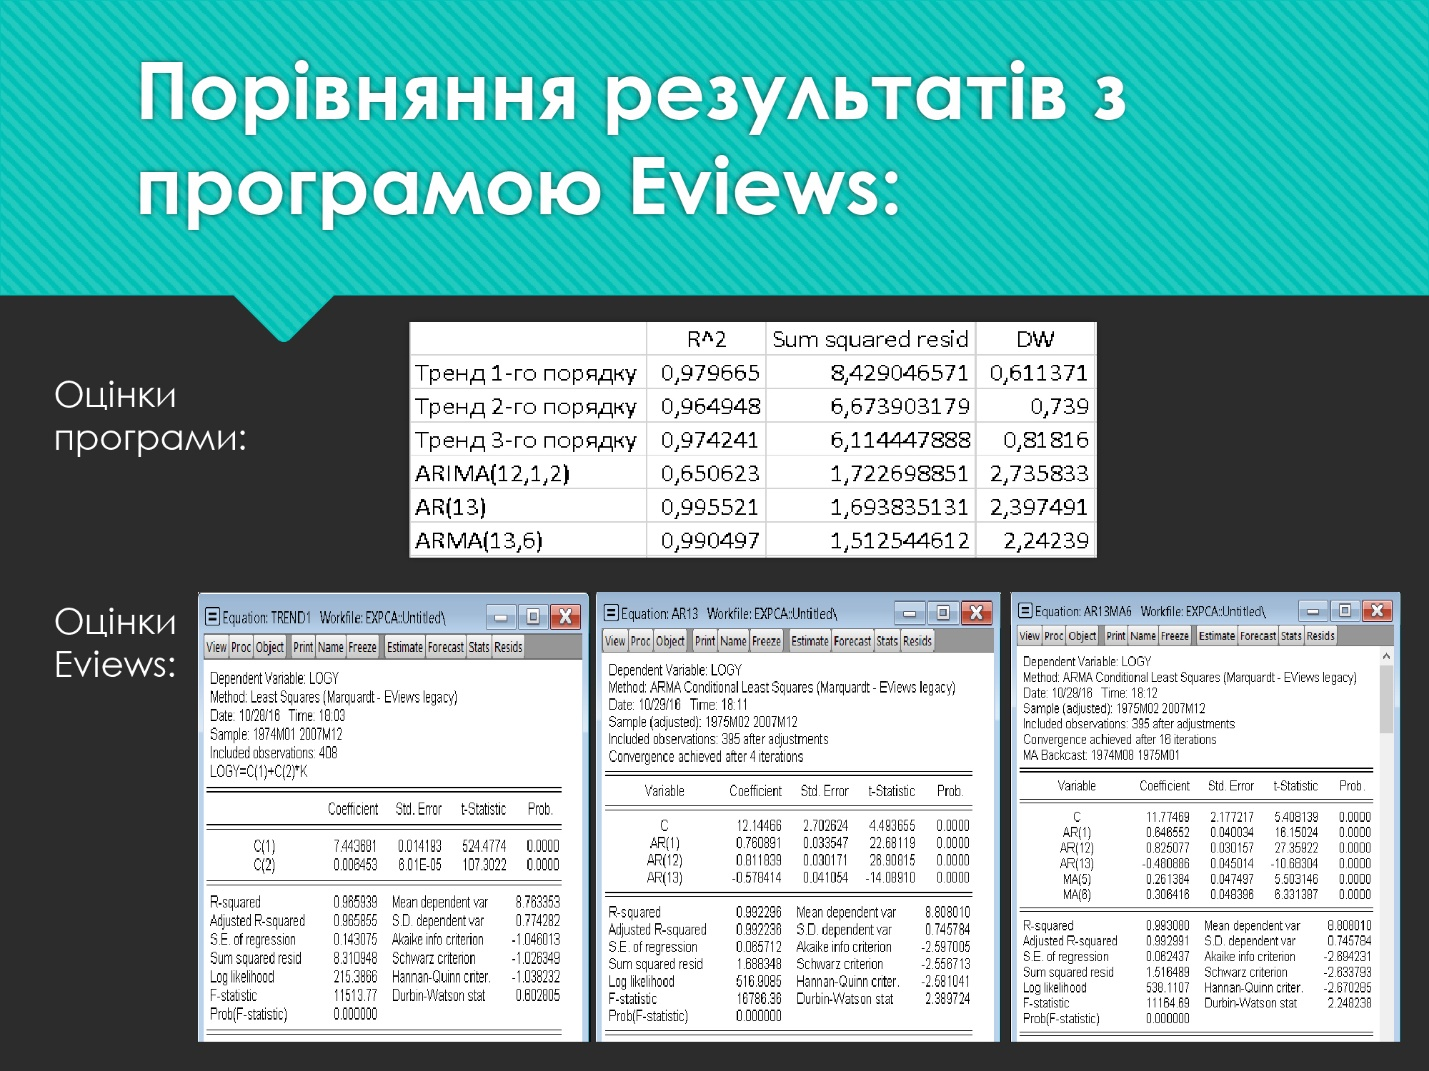 Порівняння результатів з
програмою Eviews:
Оцінки
програми:
R^2 Sum squared resid DW
Тренд 1-го порядку 0,979665 8,429046571 0,611371
Тренд 2-го порядку 0,964948 6,673903179 0,739
Тренд 3-го порядку 0,974241 6,114447888 0,81816
ARIMA(12,1,2) 0,650623 1,722698851 2,735833
AR(13) 0,995521 1,693835131 2,397491
ARMA(13,6) 0,990497 1,512544612 2,24239
Оцінки
Eviews:
Equation: TREND1 Workfile: EXPCA::Untitled\
View Proc Object Print Name Freeze Estimate Forecast Stats Resids
Dependent Variable: LOGY
Method: Least Squares (Marquardt - EViews legacy)
Date: 10/28/16 Time: 18:03
Sample: 1974M01 2007M12
Included observations: 408
LOGY=C(1)+C(2)*K
Coefficient Std. Error t-Statistic Prob.
C(1) 7.443681 0.014193 524.4774 0.0000
C(2) 0.006453 6.01E-05 107.3022 0.0000
R-squared 0.965939 Mean dependent var 8.763353
Adjusted R-squared 0.965855 S.D. dependent var 0.774282
S.E. of regression 0.143075 Akaike info criterion -1.046013
Sum squared resid 8.310948 Schwarz criterion -1.026349
Log likelihood 215.3866 Hannan-Quinn criter. -1.038232
F-statistic 11513.77 Durbin-Watson stat 0.602805
Prob(F-statistic) 0.000000
Equation: AR13 Workfile: EXPCA::Untitled\
View Proc Object Print Name Freeze Estimate Forecast Stats Resids
Dependent Variable: LOGY
Method: ARMA Conditional Least Squares (Marquardt - EViews legacy)
Date: 10/29/16 Time: 18:11
Sample (adjusted): 1975M02 2007M12
Included observations: 395 after adjustments
Convergence achieved after 4 iterations
Variable Coefficient Std. Error t-Statistic Prob.
C 12.14466 2.702624 4.493655 0.0000
AR(1) 0.760891 0.033547 22.68119 0.0000
AR(12) 0.811839 0.030171 26.90815 0.0000
AR(13) -0.578414 0.041054 -14.08910 0.0000
R-squared 0.992296 Mean dependent var 8.808010
Adjusted R-squared 0.992236 S.D. dependent var 0.745784
S.E. of regression 0.065712 Akaike info criterion -2.597005
Sum squared resid 1.688348 Schwarz criterion -2.556713
Log likelihood 516.9085 Hannan-Quinn criter. -2.581041
F-statistic 16786.36 Durbin-Watson stat 2.389724
Prob(F-statistic) 0.000000
Equation: AR13MA6 Workfile: EXPCA::Untitled\
View Proc Object Print Name Freeze Estimate Forecast Stats Resids
Dependent Variable: LOGY
Method: ARMA Conditional Least Squares (Marquardt - EViews legacy)
Date: 10/29/16 Time: 18:12
Sample (adjusted): 1975M02 2007M12
Included observations: 395 after adjustments
Convergence achieved after 16 iterations
MA Backcast: 1974M08 1975M01
Variable Coefficient Std. Error t-Statistic Prob.
C 11.77469 2.177217 5.408139 0.0000
AR(1) 0.646552 0.040034 16.15024 0.0000
AR(12) 0.825077 0.030157 27.35922 0.0000
AR(13) -0.480886 0.045014 -10.68304 0.0000
MA(5) 0.261384 0.047497 5.503146 0.0000
MA(6) 0.306416 0.048398 6.331387 0.0000
R-squared 0.993080 Mean dependent var 8.808010
Adjusted R-squared 0.992991 S.D. dependent var 0.745784
S.E. of regression 0.062437 Akaike info criterion -2.694231
Sum squared resid 1.516489 Schwarz criterion -2.633793
Log likelihood 538.1107 Hannan-Quinn criter. -2.670285
F-statistic 11164.69 Durbin-Watson stat 2.248238
Prob(F-statistic) 0.000000